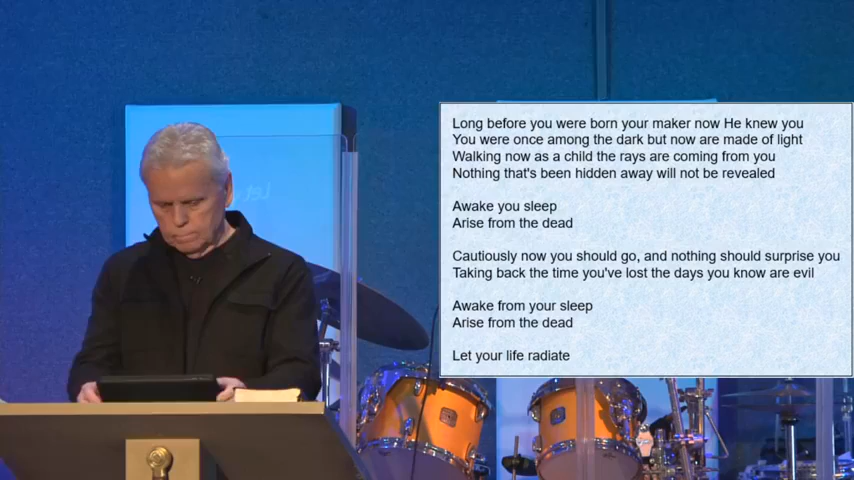 Long before you were born your maker now He knew you
You were once among the dark but now are made of light
Walking now as a child the rays are coming from you
Nothing that's been hidden away will not be revealed
Awake you sleep
Arise from the dead
Cautiously now you should go, and nothing should surprise you
Taking back the time you've lost the days you know are evil
Awake from your sleep
Arise from the dead
Let your life radiate